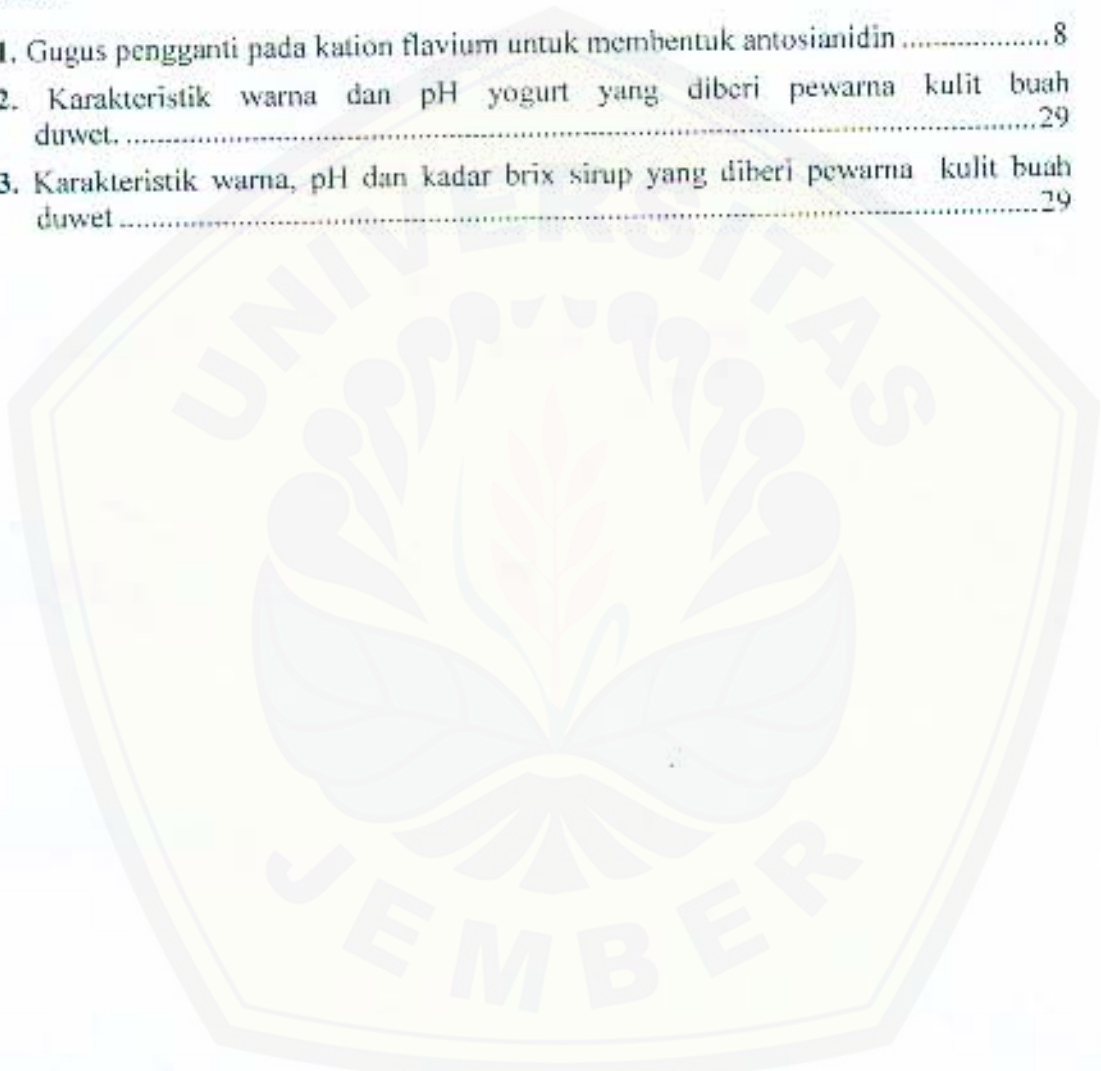 1. Gugus pengganti pada kation flavium untuk membentuk antosianidin .................. 8
2. Karakteristik warna dan pH yogurt yang diberi pewarna kulit buah
duwet. .................. 29
3. Karakteristik warna, pH dan kadar brix sirup yang diberi pewarna kulit buah
duwet .................. 29
UNIVERSITAS
JEMBER